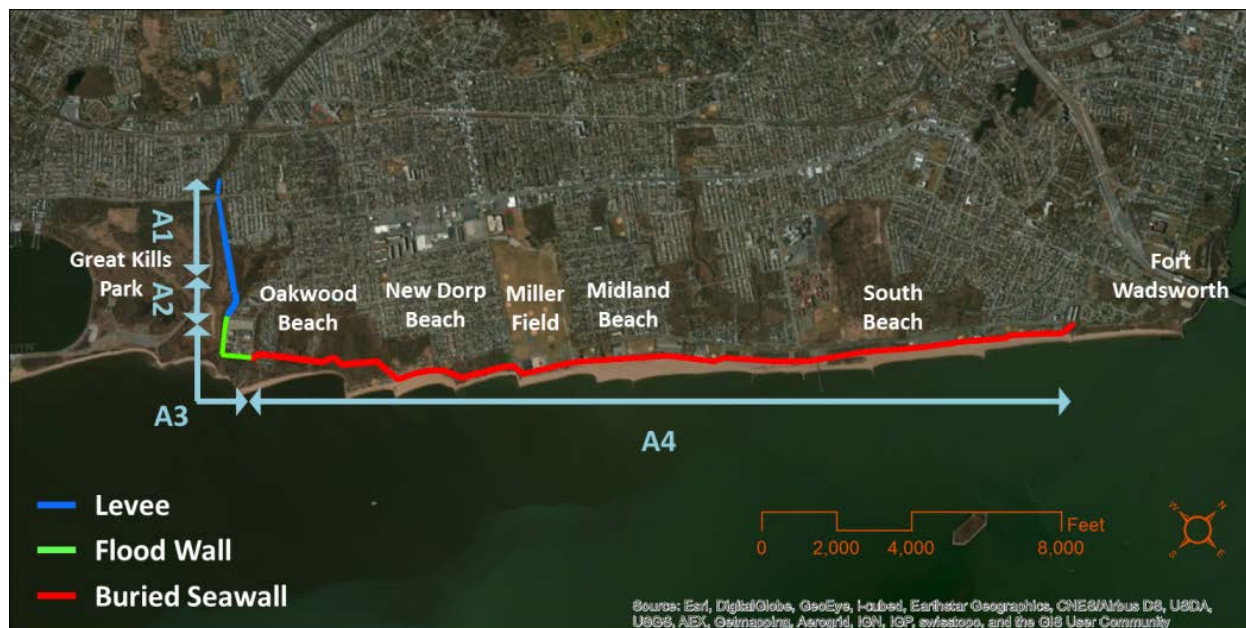 A1
Great Kills
Park
A2
Oakwood
Beach
New Dorp
Beach
Miller
Field
Midland
Beach
South
Beach
Fort
Wadsworth
A3
A4
Levee
Flood Wall
Buried Seawall
Feet
0 2,000 4,000 8,000
W N
S E
Source: Esri, DigitalGlobe, GeoEye, i-cubed, Earthstar Geographics, CNES/Airbus DS, USDA,
USGS, AEX, Getmapping, Aerogrid, IGN, IGP, swisstopo, and the GIS User Community